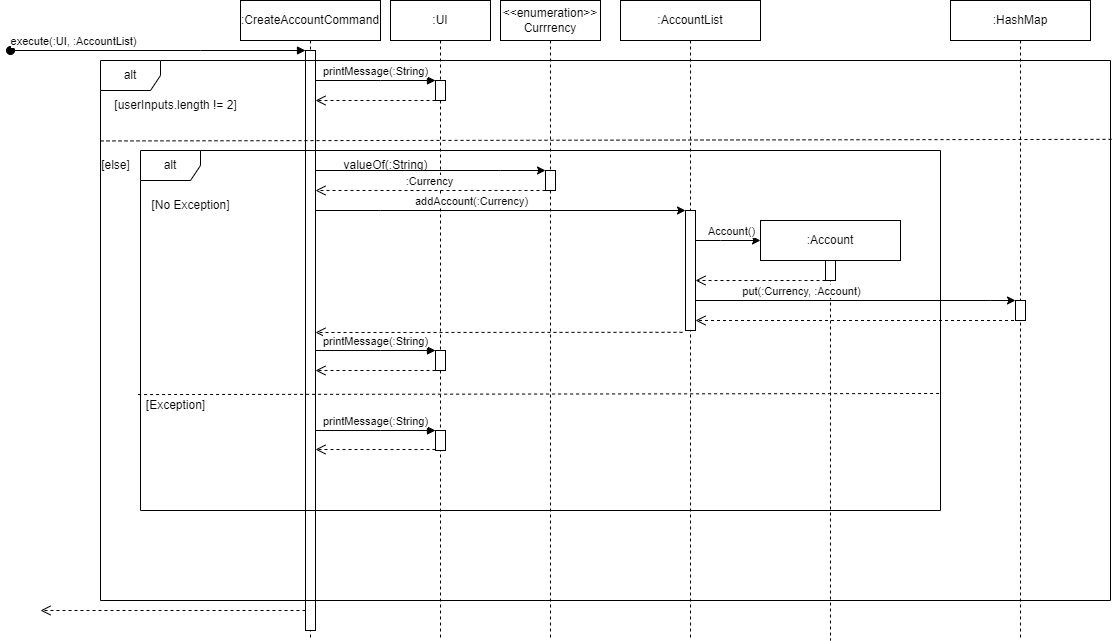 :CreateAccountCommand
:UI
<<enumeration>>
Currrency
:AccountList
:HashMap
execute(:UI, :AccountList)
alt
printMessage(:String)
[userInputs.length != 2]
[else]
alt
valueOf(:String)
:Currency
[No Exception]
addAccount(:Currency)
Account()
:Account
put(:Currency, :Account)
printMessage(:String)
[Exception]
printMessage(:String)